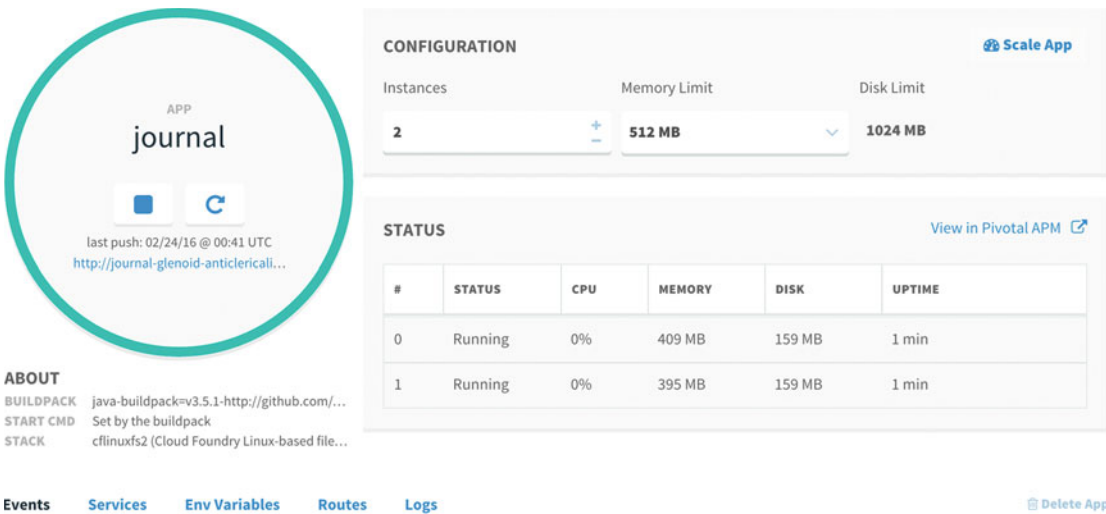 APP
journal
last push: 02/24/16 @ 00:41 UTC
http://journal-glenoid-anticlericali...
ABOUT
BUILDPACK java-buildpack=v3.5.1-http://github.com/...
START CMD Set by the buildpack
STACK cflinuxfs2 (Cloud Foundry Linux-based file...
CONFIGURATION Scale App
Instances Memory Limit Disk Limit
2 + − 512 MB 1024 MB
STATUS View in Pivotal APM
# STATUS CPU MEMORY DISK UPTIME
0 Running 0% 409 MB 159 MB 1 min
1 Running 0% 395 MB 159 MB 1 min
Events Services Env Variables Routes Logs Delete App